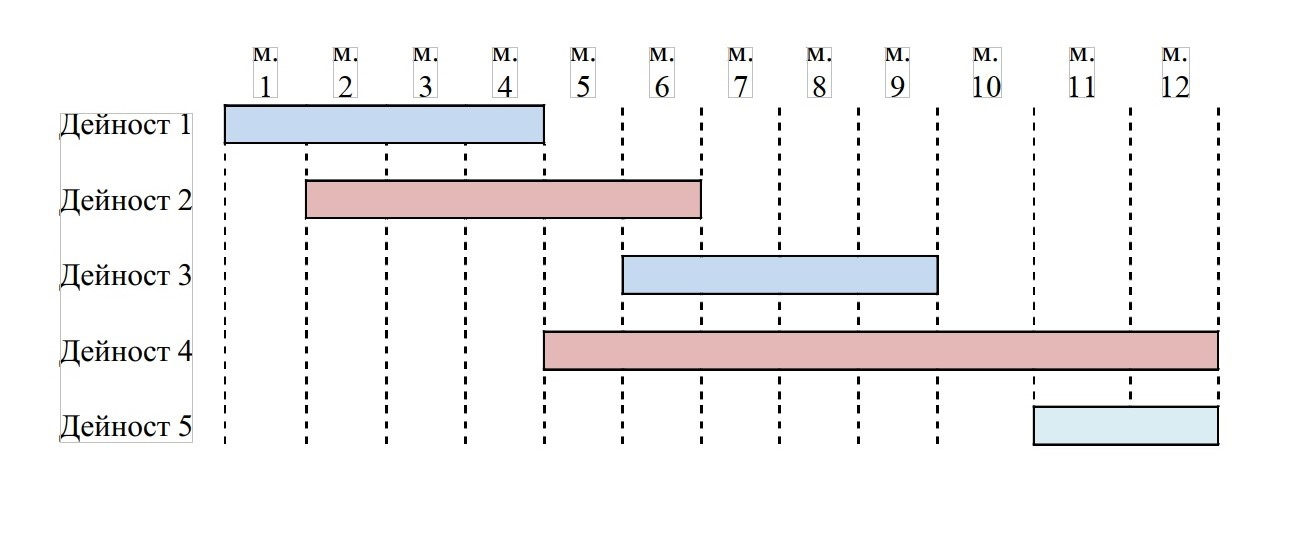 м. м. м. м. м. м. м. м. м. м. м. м.
1 2 3 4 5 6 7 8 9 10 11 12
Дейност 1
Дейност 2
Дейност 3
Дейност 4
Дейност 5